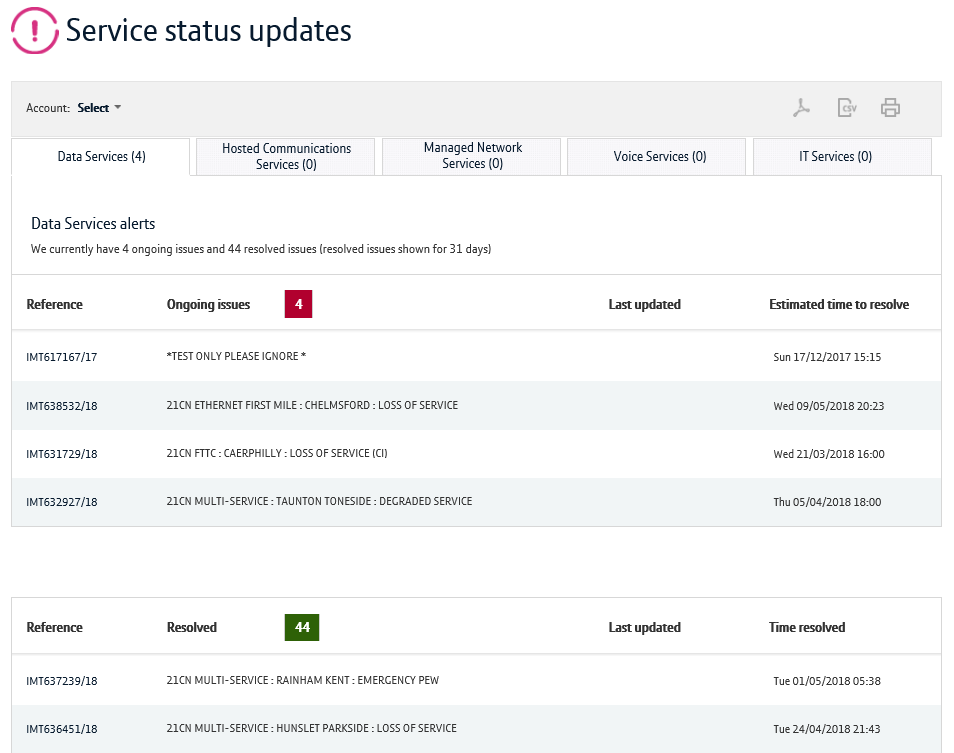 Service status updates
Account: Select
CSV
Data Services (4)
Hosted Communications
Services (0)
Managed Network
Services (0)
Voice Services (0)
IT Services (0)
Data Services alerts
We currently have 4 ongoing issues and 44 resolved issues (resolved issues shown for 31 days)
Reference Ongoing issues 4 Last updated Estimated time to resolve
IMT617167/17 *TEST ONLY PLEASE IGNORE * Sun 17/12/2017 15:15
IMT638532/18 21CN ETHERNET FIRST MILE : CHELMSFORD : LOSS OF SERVICE Wed 09/05/2018 20:23
IMT631729/18 21CN FTTC : CAERPHILLY : LOSS OF SERVICE (CI) Wed 21/03/2018 16:00
IMT632927/18 21CN MULTI-SERVICE : TAUNTON TONESIDE : DEGRADED SERVICE Thu 05/04/2018 18:00
Reference Resolved 44 Last updated Time resolved
IMT637239/18 21CN MULTI-SERVICE : RAINHAM KENT : EMERGENCY PEW Tue 01/05/2018 05:38
IMT636451/18 21CN MULTI-SERVICE : HUNSLET PARKSIDE : LOSS OF SERVICE Tue 24/04/2018 21:43